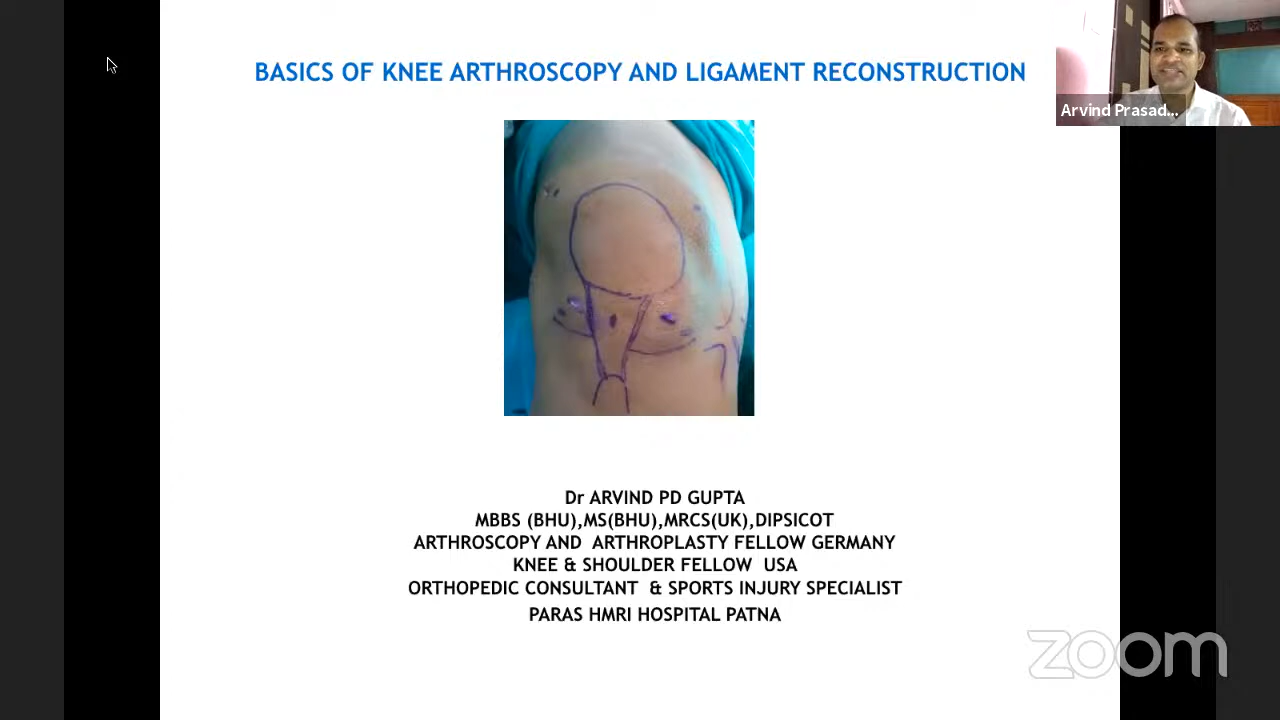 BASICS OF KNEE ARTHROSCOPY AND LIGAMENT RECONSTRUCTION
Arvind Prasad...
Dr ARVIND PD GUPTA
MBBS (BHU),MS(BHU),MRCS(UK),DIPSICOT
ARTHROSCOPY AND ARTHROPLASTY FELLOW GERMANY
KNEE & SHOULDER FELLOW USA
ORTHOPEDIC CONSULTANT & SPORTS INJURY SPECIALIST
PARAS HMRI HOSPITAL PATNA
zoom